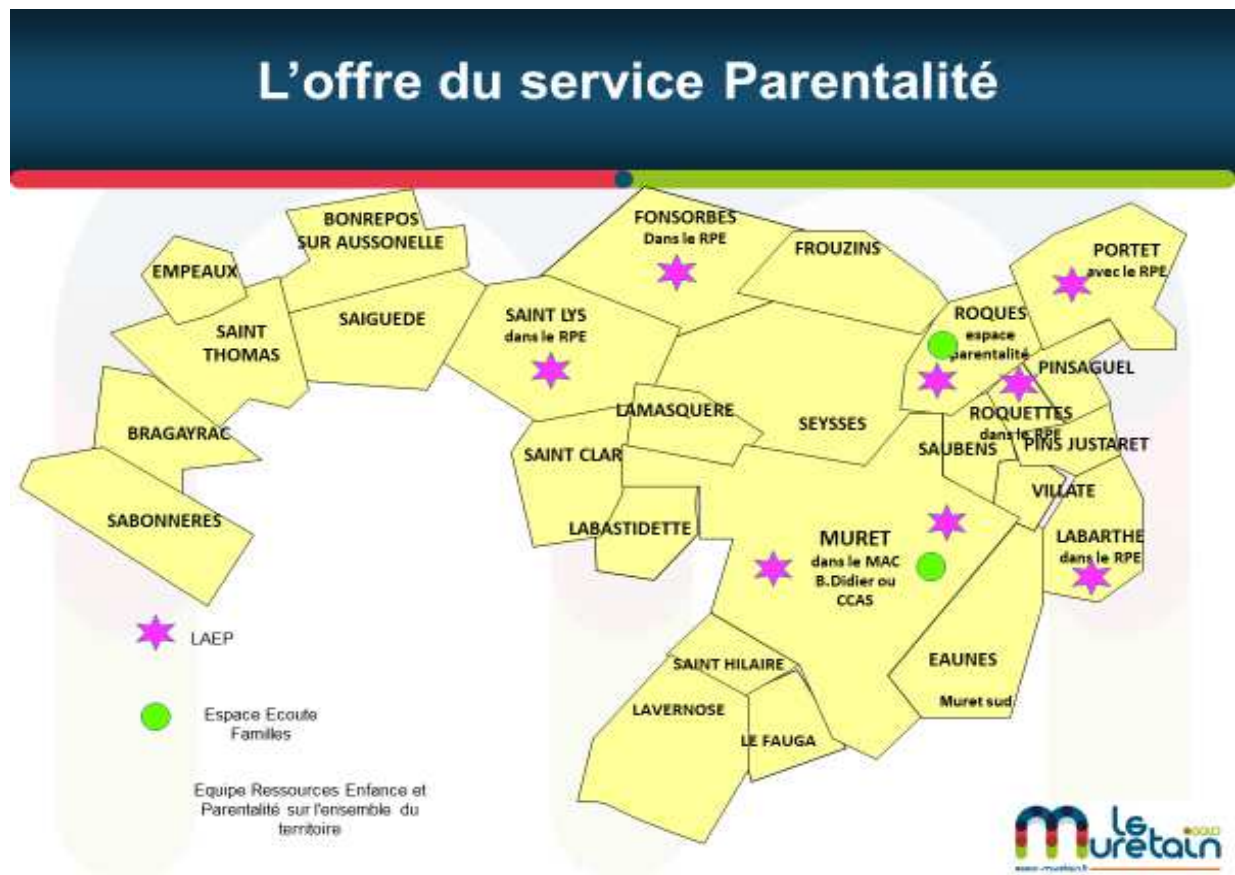 L'offre du service Parentalité
BONREPOS
SUR AUSSONELLE
EMPEAUX
SAINT
THOMAS
SAIGUEDE
BRAGAYRAC
SABONNERES
FONSORBES
Dans le RPE
FROUZINS
SAINT LYS
dans le RPE
LAMASQUERE
SAINT CLAR
LABASTIDETTE
SEYSSES
PORTET
avec le RPE
ROQUES
espace
parentalité
PINSAGUEL
ROQUETTES
dans le RPE
SAUBENS
PINS JUSTARET
VILLATE
LABARTHE
dans le RPE
MURET
dans le MAC
B.Didier ou
CCAS
EAUNES
Muret sud
SAINT HILAIRE
LAVERNOSE
LE FAUGA
LAEP
Espace Ecoute
Familles
Equipe Ressources Enfance et
Parentalité sur l'ensemble du
territoire
Le
Muretain